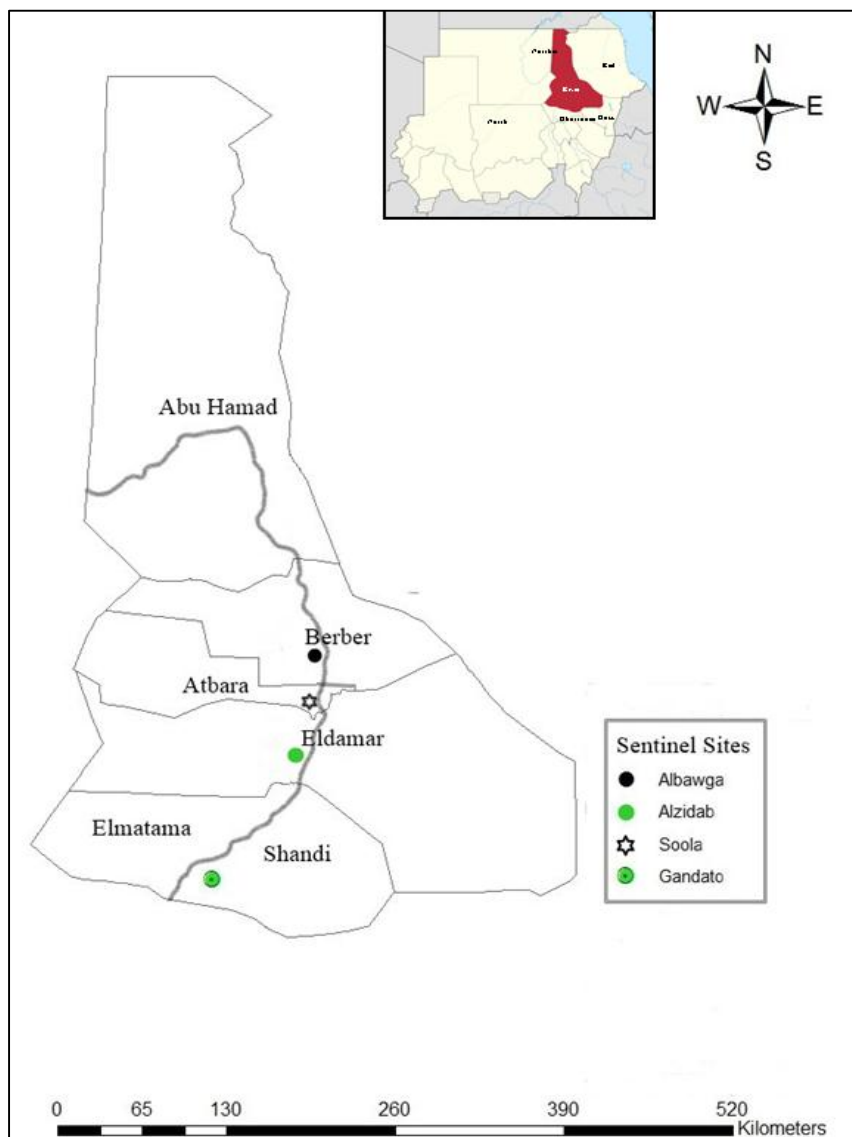 N
W E
S
Abu Hamad
Berber
Atbara
Eldamar
Elmatama
Shandi
Sentinel Sites
Albawga
Alzidab
Soola
Gandato
0 65 130 260 390 520
Kilometers